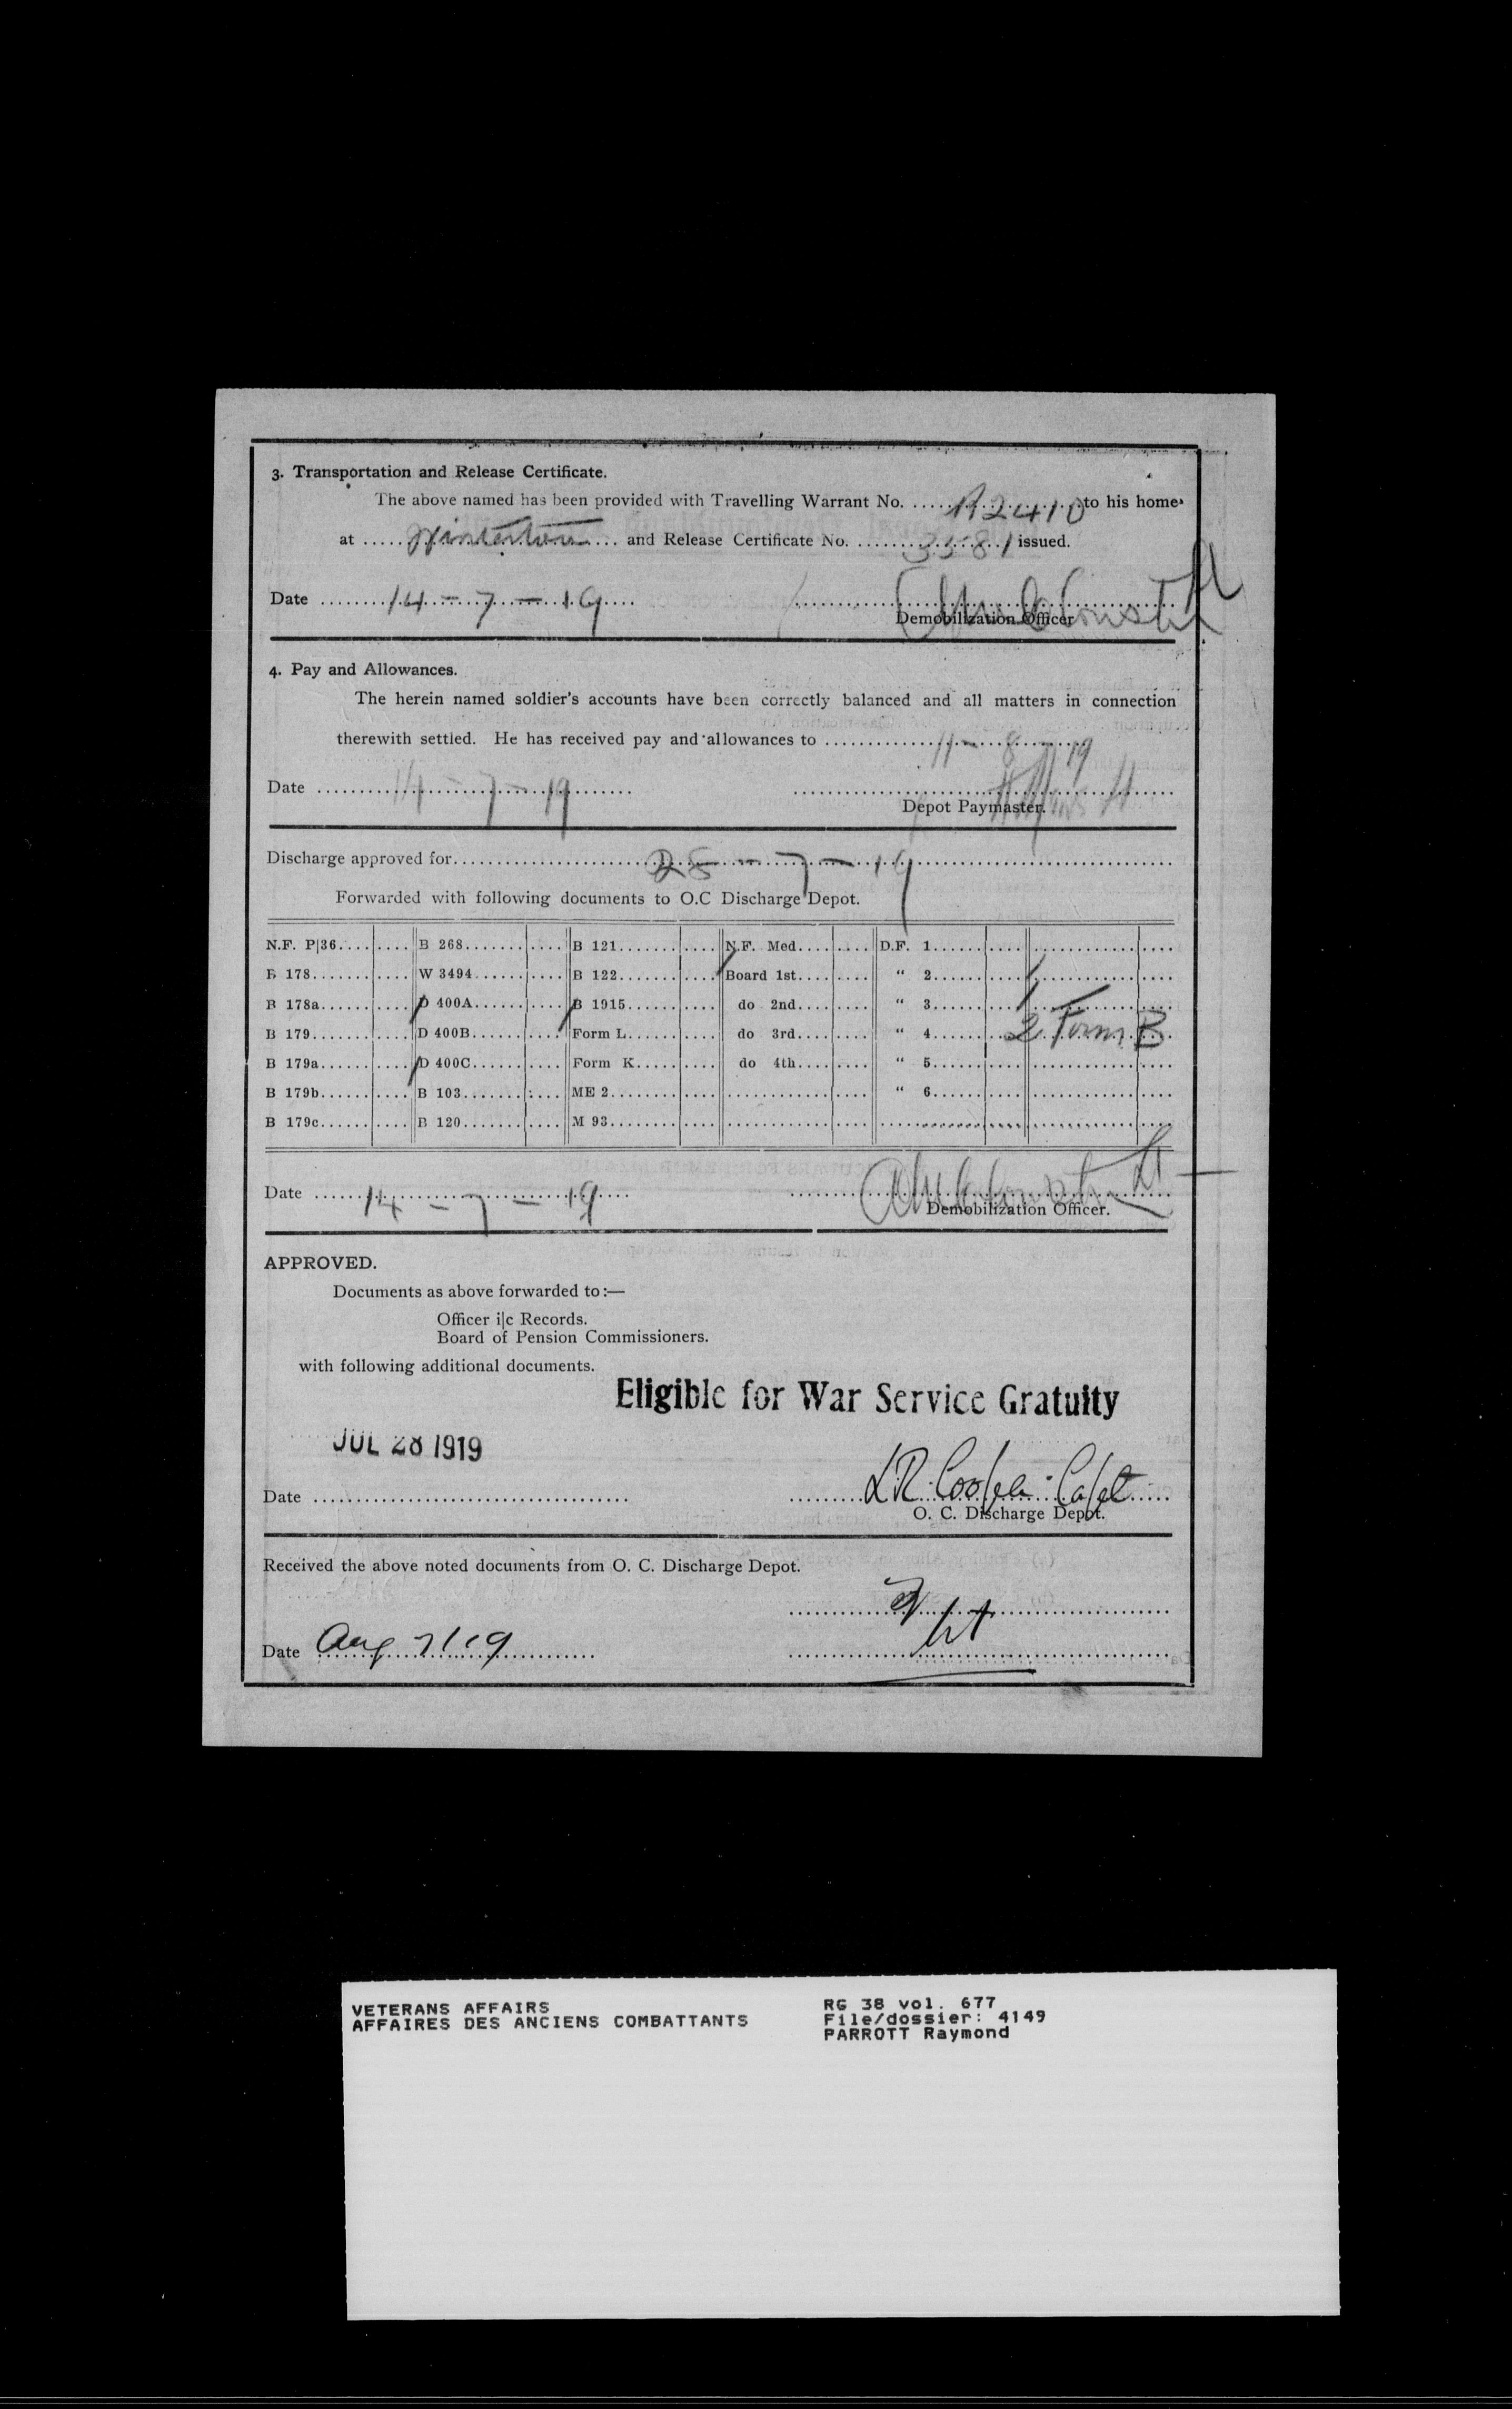 3. Transportation and Release Certificate.
The above named has been provided with Travelling Warrant No. R2410 to his home
at Winterton and Release Certificate No. 3581 issued.
Date 14 - 7 - 19
Demobilization Officer
4. Pay and Allowances.
The herein named soldier's accounts have been correctly balanced and all matters in connection
therewith settled. He has received pay and allowances to 11 - 8 - 19
Date 14 - 7 - 19
Depot Paymaster.
Discharge approved for 28 - 7 - 19
Forwarded with following documents to O.C Discharge Depot.
N.F. P|36 B 268 B 121 N.F. Med D.F. 1
B 178 W 3494 B 122 Board 1st " 2
B 178a D 400A B 1915 do 2nd " 3
B 179 D 400B Form L do 3rd " 4 2 Form B
B 179a D 400C Form K do 4th " 5
B 179b B 103 ME 2 " 6
B 179c B 120 M 93
Date 14 - 7 - 19
Demobilization Officer.
APPROVED.
Documents as above forwarded to:—
Officer i|c Records.
Board of Pension Commissioners.
with following additional documents.
Eligible for War Service Gratuity
JUL 28 1919
Date L.R. Cooper Capt
O. C. Discharge Depot.
Received the above noted documents from O. C. Discharge Depot.
Date Aug 7/19
VETERANS AFFAIRS
AFFAIRES DES ANCIENS COMBATTANTS
RG 38 vol. 677
File/dossier: 4149
PARROTT Raymond